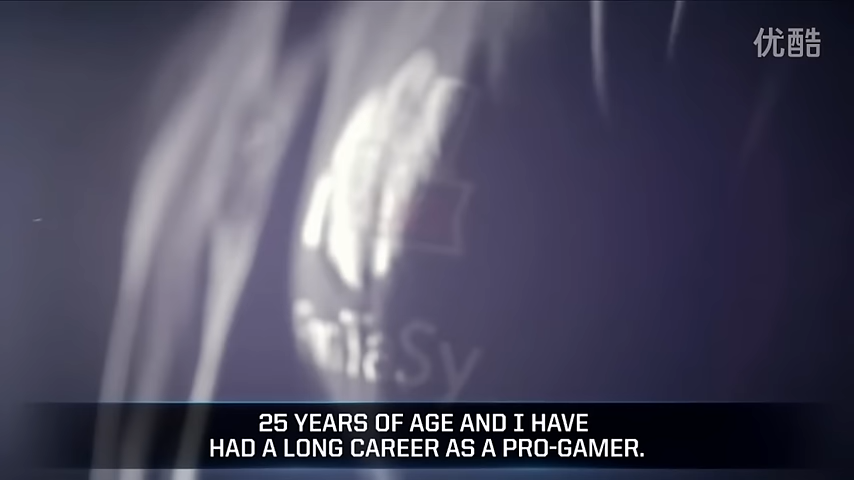 优酷
25 YEARS OF AGE AND I HAVE
HAD A LONG CAREER AS A PRO-GAMER.